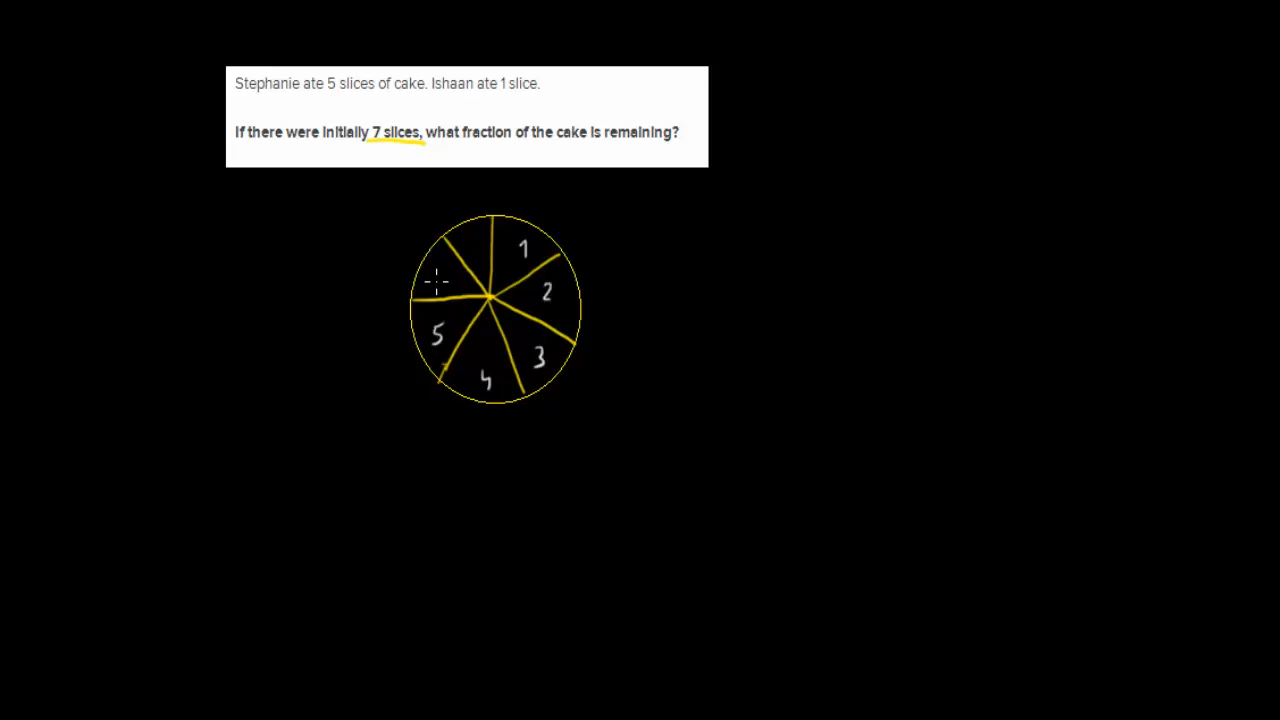 Stephanie ate 5 slices of cake. Ishaan ate 1 slice.
If there were initially 7 slices, what fraction of the cake is remaining?
1
2
5
3
4